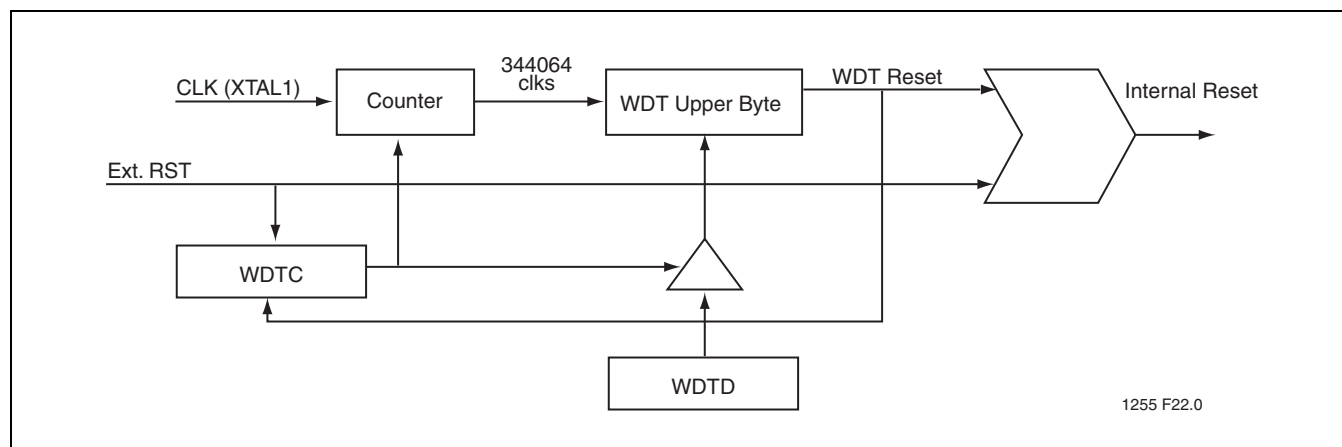 344064
clks
CLK (XTAL1)
Counter
WDT Upper Byte
WDT Reset
Internal Reset
Ext. RST
WDTC
WDTD
1255 F22.0